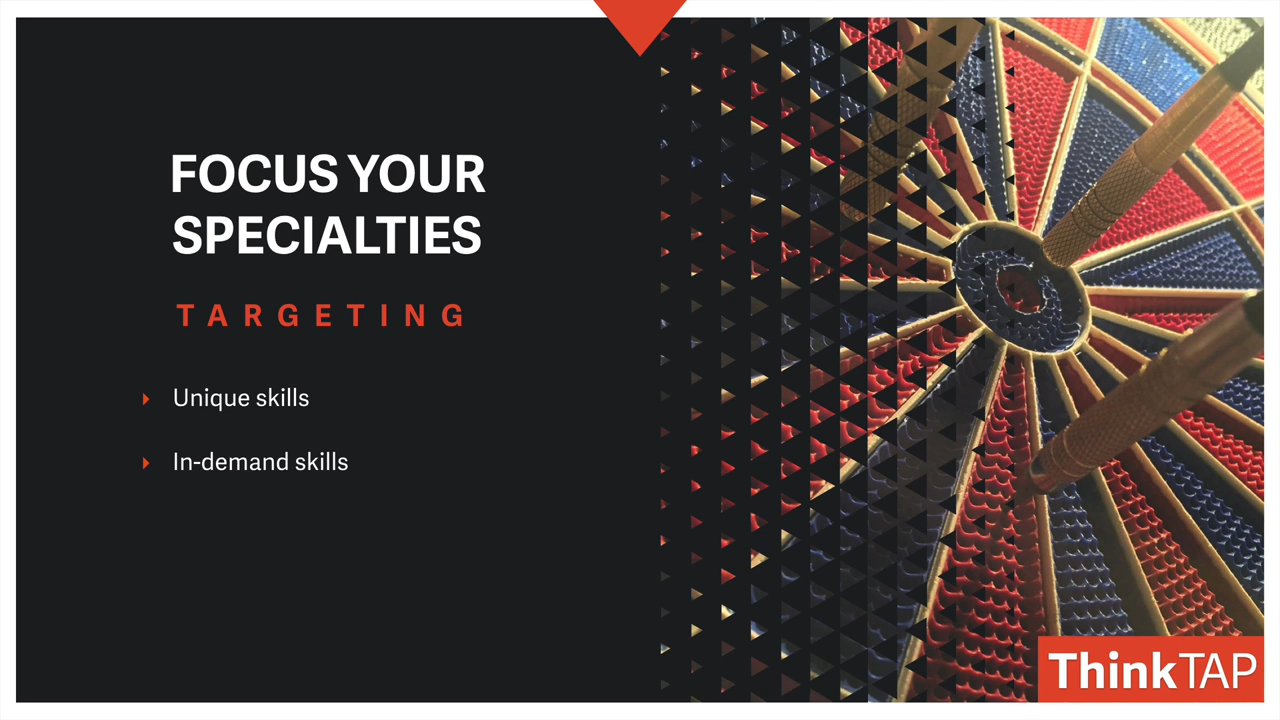 FOCUS YOUR
SPECIALTIES
TARGETING
Unique skills
In-demand skills
ThinkTAP